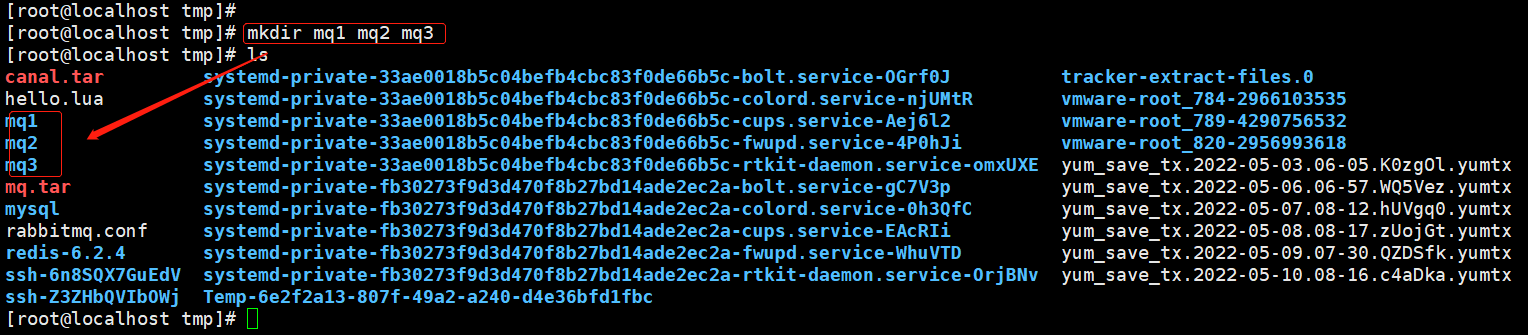 [root@localhost tmp]#
[root@localhost tmp]# mkdir mq1 mq2 mq3
[root@localhost tmp]# ls
canal.tar systemd-private-33ae0018b5c04befb4cbc83f0de66b5c-bolt.service-OGrf0J tracker-extract-files.0
hello.lua systemd-private-33ae0018b5c04befb4cbc83f0de66b5c-colord.service-njUMtR vmware-root_784-2966103535
mq1 systemd-private-33ae0018b5c04befb4cbc83f0de66b5c-cups.service-Aej6l2 vmware-root_789-4290756532
mq2 systemd-private-33ae0018b5c04befb4cbc83f0de66b5c-fwupd.service-4P0hJi vmware-root_820-2956993618
mq3 systemd-private-33ae0018b5c04befb4cbc83f0de66b5c-rtkit-daemon.service-omxUXE yum_save_tx.2022-05-03.06-05.K0zgOl.yumtx
mq.tar systemd-private-fb30273f9d3d470f8b27bd14ade2ec2a-bolt.service-gC7V3p yum_save_tx.2022-05-06.06-57.WQ5Vez.yumtx
mysql systemd-private-fb30273f9d3d470f8b27bd14ade2ec2a-colord.service-0h3QfC yum_save_tx.2022-05-07.08-12.hUVgq0.yumtx
rabbitmq.conf systemd-private-fb30273f9d3d470f8b27bd14ade2ec2a-cups.service-EAcRIi yum_save_tx.2022-05-08.08-17.zUojGt.yumtx
redis-6.2.4 systemd-private-fb30273f9d3d470f8b27bd14ade2ec2a-fwupd.service-WhuVTD yum_save_tx.2022-05-09.07-30.QZDSfk.yumtx
ssh-6n8SQX7GuEdV systemd-private-fb30273f9d3d470f8b27bd14ade2ec2a-rtkit-daemon.service-OrjBNv yum_save_tx.2022-05-10.08-16.c4aDka.yumtx
ssh-Z3ZHbQVIbOWj Temp-6e2f2a13-807f-49a2-a240-d4e36bfd1fbc
[root@localhost tmp]#